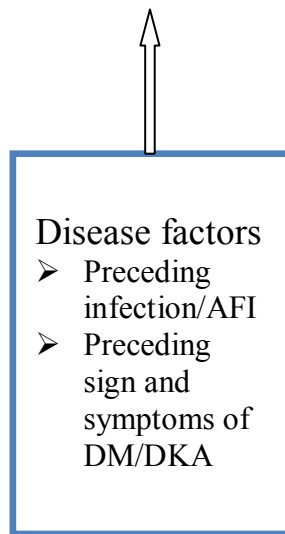 Disease factors
➢ Preceding
infection/AFI
➢ Preceding
sign and
symptoms of
DM/DKA